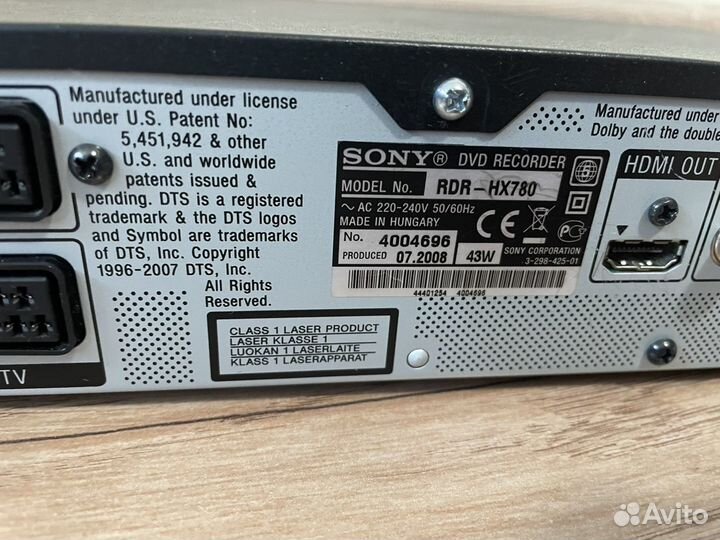 Manufactured under license
under U.S. Patent No:
5,451,942 & other
U.S. and worldwide
patents issued &
pending. DTS is a registered
trademark & the DTS logos
and Symbol are trademarks
of DTS, Inc. Copyright
1996-2007 DTS, Inc.
All Rights
Reserved.
TV
CLASS 1 LASER PRODUCT
LASER KLASSE 1
LUOKAN 1 LASERLAITE
KLASS 1 LASERAPPARAT
SONY® DVD RECORDER
MODEL No. RDR-HX780
~ AC 220-240V 50/60Hz
MADE IN HUNGARY
No. 4004696
PRODUCED 07.2008 43W
CE
SONY CORPORATION
3-298-425-01
44401254 4004696
Manufactured under
Dolby and the double
HDMI OUT
Avito